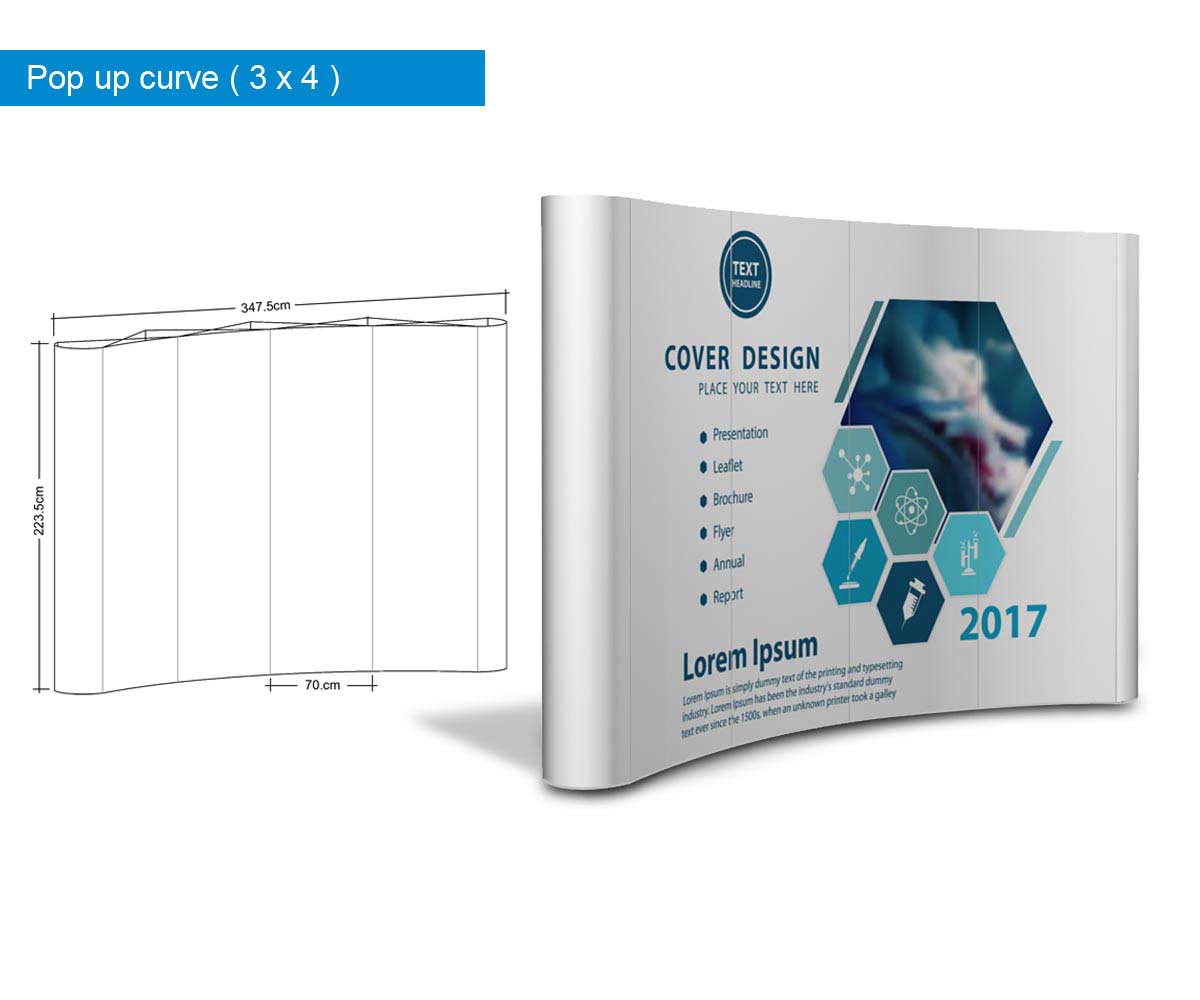 Pop up curve ( 3 x 4 )
347.5cm
223.5cm
70.cm
TEXT
HEADLINE
COVER DESIGN
PLACE YOUR TEXT HERE
Presentation
Leaflet
Brochure
Flyer
Annual
Report
2017
Lorem Ipsum
Lorem Ipsum is simply dummy text of the printing and typesetting
industry. Lorem Ipsum has been the industry's standard dummy
text ever since the 1500s, when an unknown printer took a galley